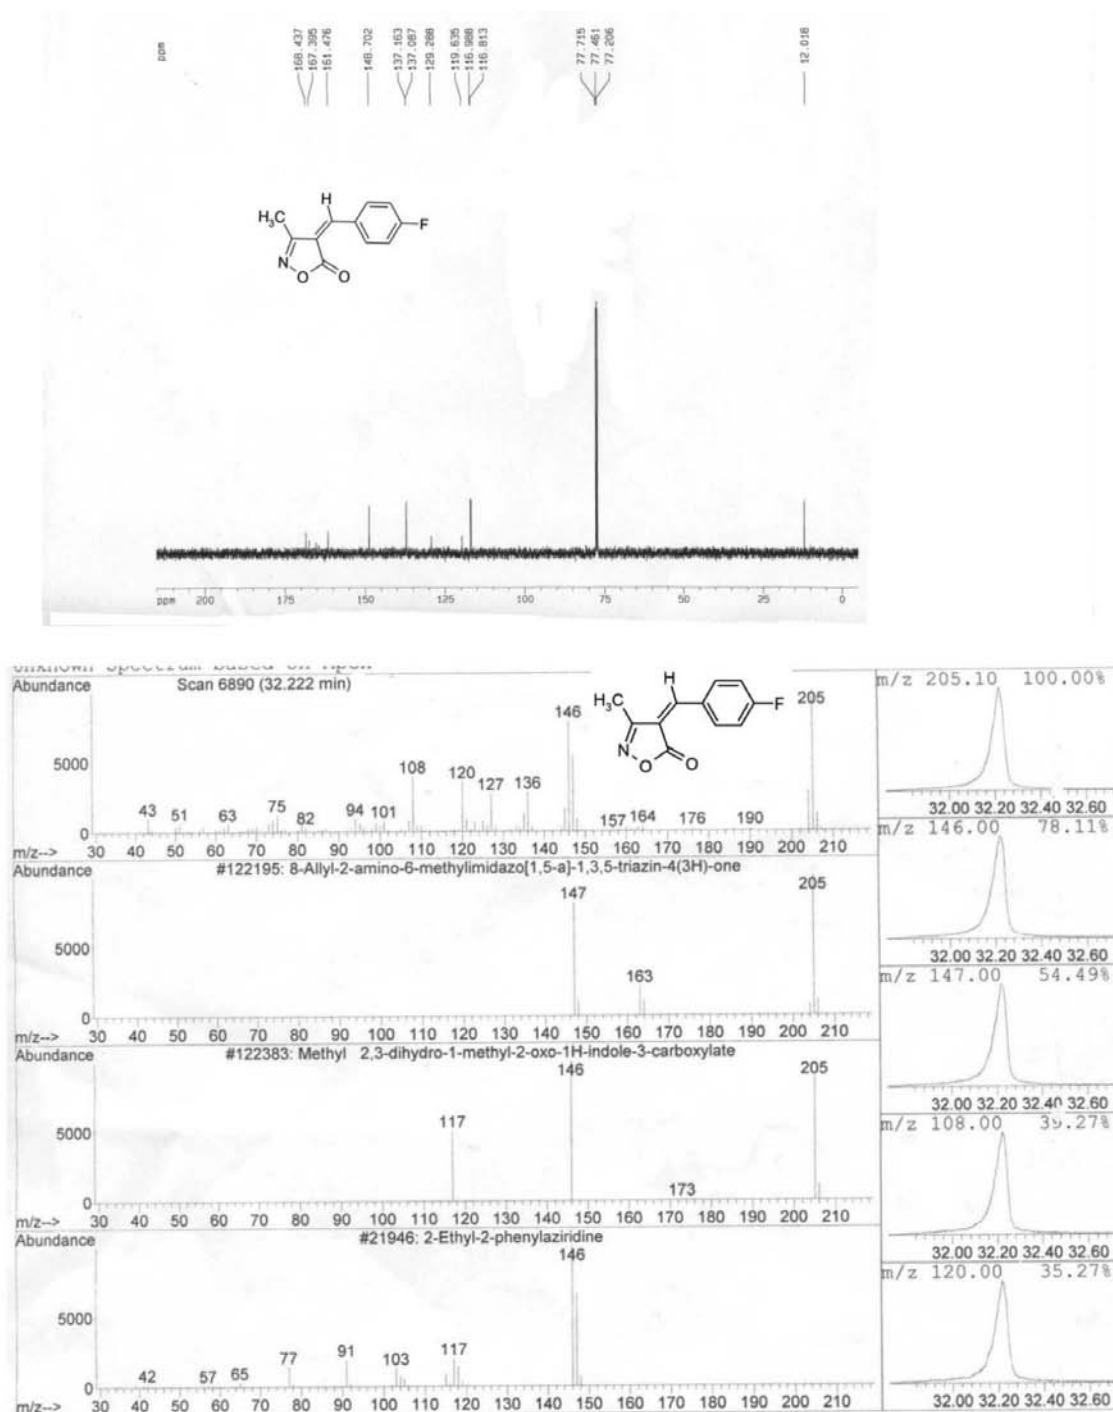 ppm
168.437
167.395
161.476
148.702
137.163
137.087
129.288
119.635
116.988
116.813
77.715
77.461
77.206
12.018
H
H₃C
F
N
O
O
ppm 200 175 150 125 100 75 50 25 0
Abundance
Scan 6890 (32.222 min)
H
H₃C
F
N
O
O
5000
0
43 51 63 75 82 94 101 108 120 127 136 146 157 164 176 190 205
m/z--> 30 40 50 60 70 80 90 100 110 120 130 140 150 160 170 180 190 200 210
Abundance
#122195: 8-Allyl-2-amino-6-methylimidazo[1,5-a]-1,3,5-triazin-4(3H)-one
5000
0
147 163 205
m/z--> 30 40 50 60 70 80 90 100 110 120 130 140 150 160 170 180 190 200 210
Abundance
#122383: Methyl 2,3-dihydro-1-methyl-2-oxo-1H-indole-3-carboxylate
5000
0
117 146 173 205
m/z--> 30 40 50 60 70 80 90 100 110 120 130 140 150 160 170 180 190 200 210
Abundance
#21946: 2-Ethyl-2-phenylaziridine
5000
0
42 57 65 77 91 103 117 146
m/z--> 30 40 50 60 70 80 90 100 110 120 130 140 150 160 170 180 190 200 210
m/z 205.10 100.00%
32.00 32.20 32.40 32.60
m/z 146.00 78.11%
32.00 32.20 32.40 32.60
m/z 147.00 54.49%
32.00 32.20 32.40 32.60
m/z 108.00 39.27%
32.00 32.20 32.40 32.60
m/z 120.00 35.27%
32.00 32.20 32.40 32.60